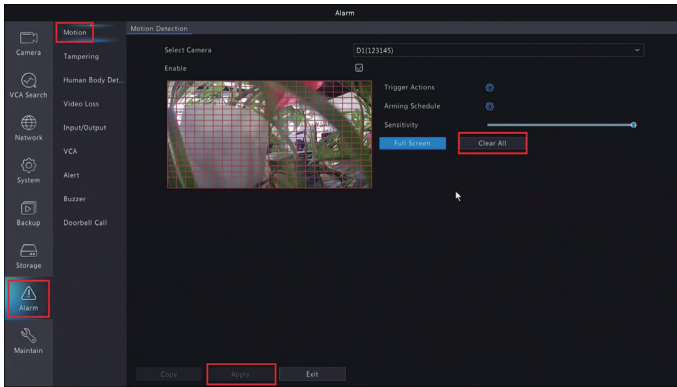 Alarm
Camera
VCA Search
Network
System
Backup
Storage
Alarm
Maintain
Motion
Tampering
Human Body Det...
Video Loss
Input/Output
VCA
Alert
Buzzer
Doorbell Call
Motion Detection
Select Camera D1(123145)
Enable
Trigger Actions
Arming Schedule
Sensitivity
Full Screen Clear All
Copy Apply Exit